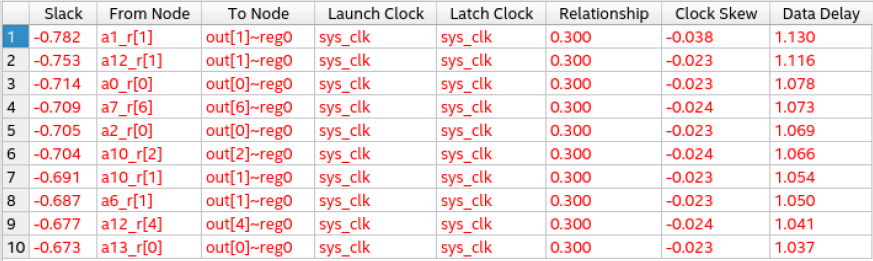 Slack From Node To Node Launch Clock Latch Clock Relationship Clock Skew Data Delay
1 -0.782 a1_r[1] out[1]~reg0 sys_clk sys_clk 0.300 -0.038 1.130
2 -0.753 a12_r[1] out[1]~reg0 sys_clk sys_clk 0.300 -0.023 1.116
3 -0.714 a0_r[0] out[0]~reg0 sys_clk sys_clk 0.300 -0.023 1.078
4 -0.709 a7_r[6] out[6]~reg0 sys_clk sys_clk 0.300 -0.024 1.073
5 -0.705 a2_r[0] out[0]~reg0 sys_clk sys_clk 0.300 -0.023 1.069
6 -0.704 a10_r[2] out[2]~reg0 sys_clk sys_clk 0.300 -0.024 1.066
7 -0.691 a10_r[1] out[1]~reg0 sys_clk sys_clk 0.300 -0.023 1.054
8 -0.687 a6_r[1] out[1]~reg0 sys_clk sys_clk 0.300 -0.023 1.050
9 -0.677 a12_r[4] out[4]~reg0 sys_clk sys_clk 0.300 -0.024 1.041
10 -0.673 a13_r[0] out[0]~reg0 sys_clk sys_clk 0.300 -0.023 1.037